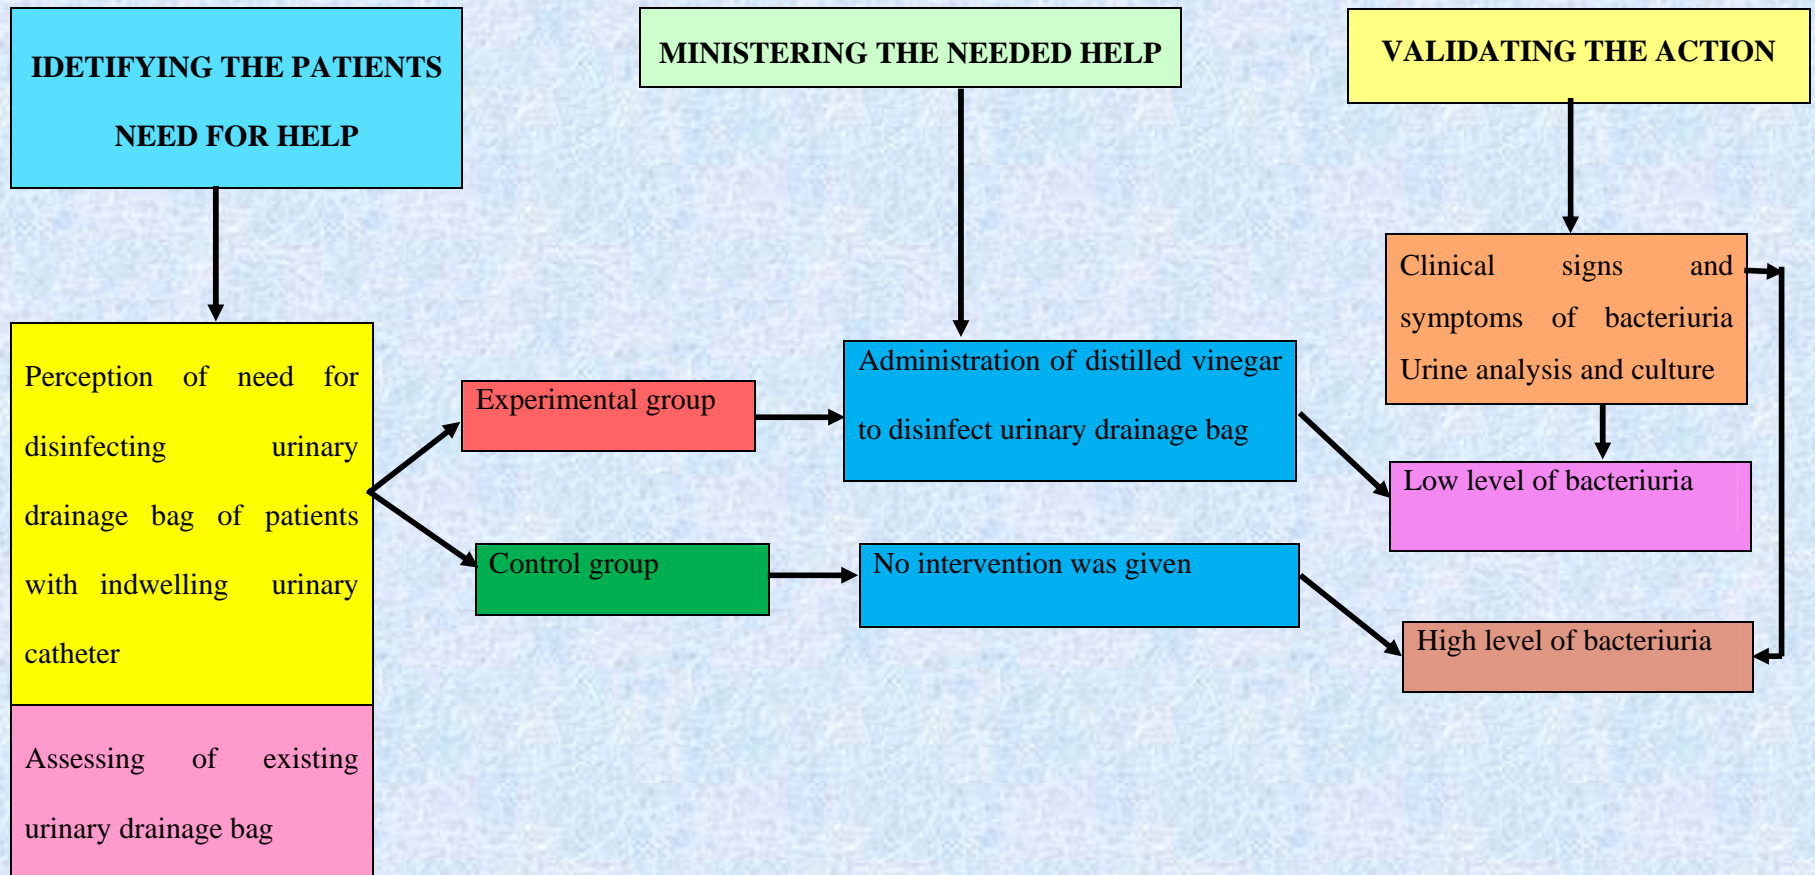 IDETIFYING THE PATIENTS
NEED FOR HELP
MINISTERING THE NEEDED HELP
VALIDATING THE ACTION
Perception of need for
disinfecting urinary
drainage bag of patients
with indwelling urinary
catheter
Assessing of existing
urinary drainage bag
Experimental group
Control group
Administration of distilled vinegar
to disinfect urinary drainage bag
No intervention was given
Clinical signs and
symptoms of bacteriuria
Urine analysis and culture
Low level of bacteriuria
High level of bacteriuria